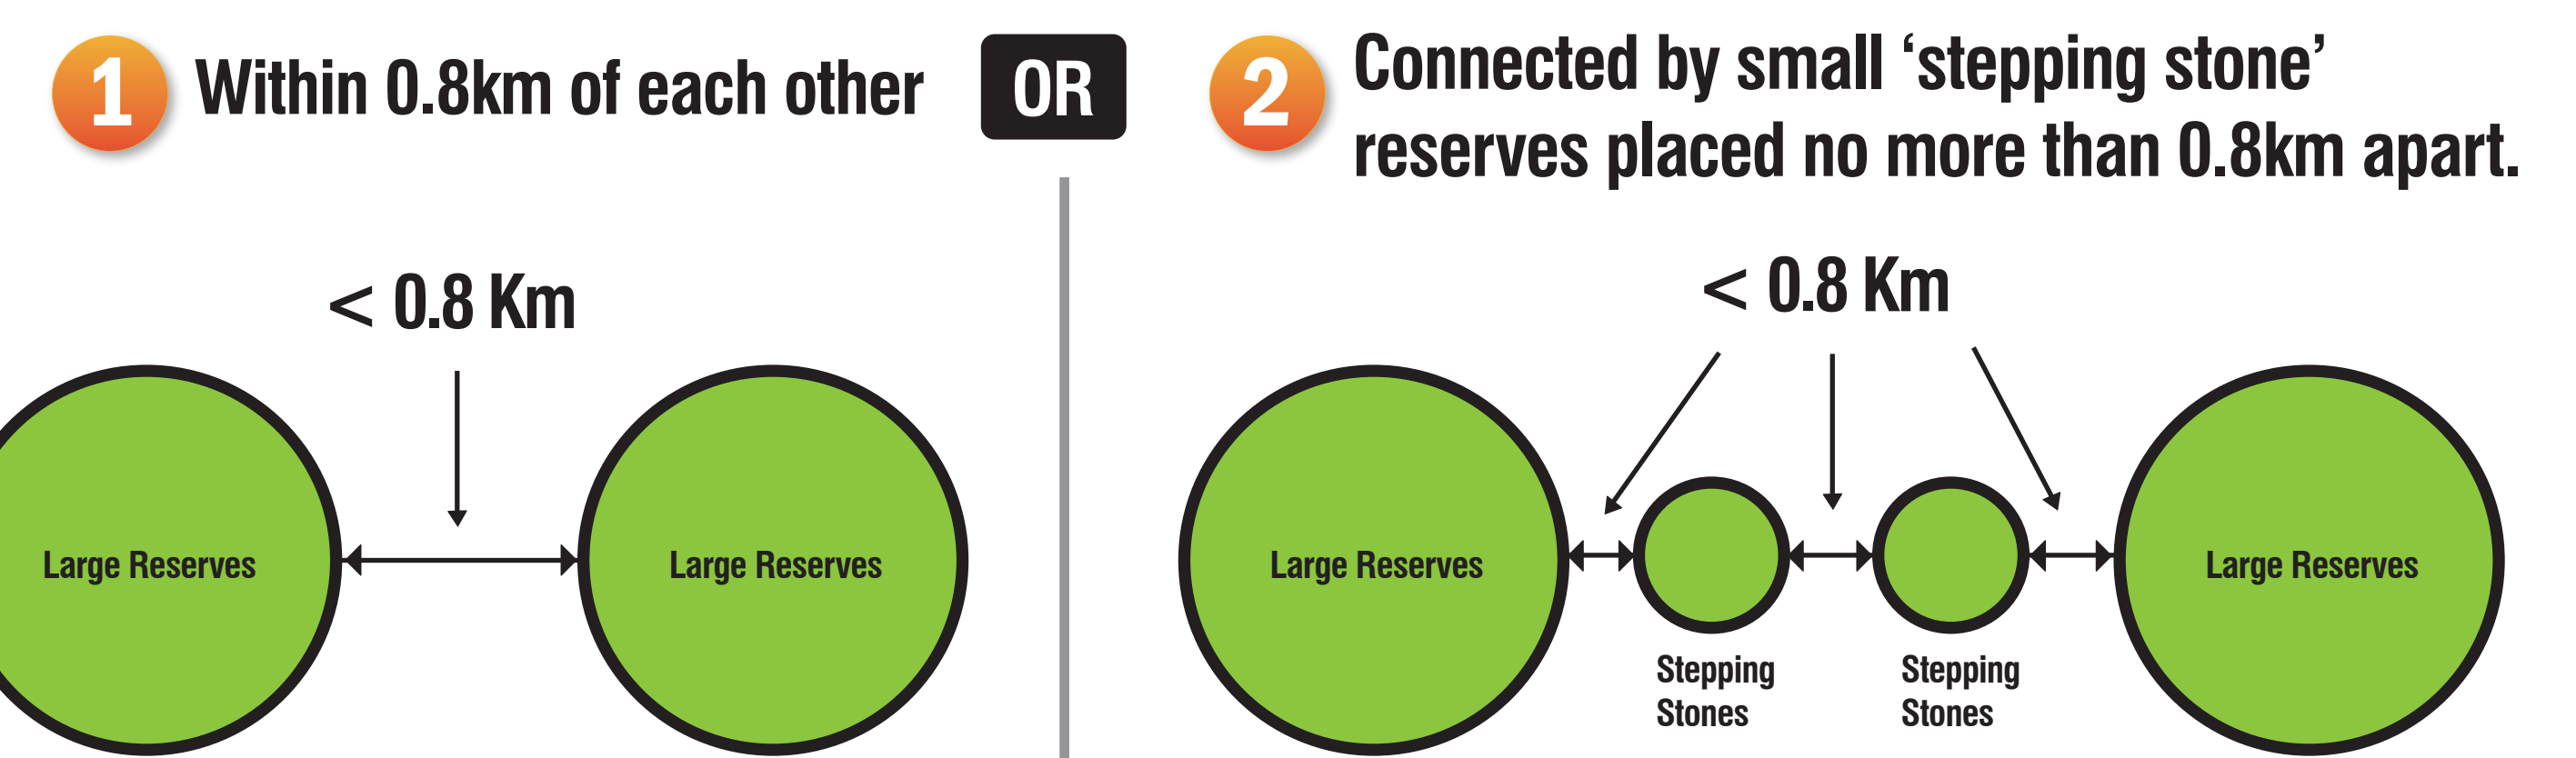 1
Within 0.8km of each other
OR
2
Connected by small ‘stepping stone’
reserves placed no more than 0.8km apart.
< 0.8 Km
Large Reserves
Large Reserves
< 0.8 Km
Large Reserves
Stepping
Stones
Stepping
Stones
Large Reserves